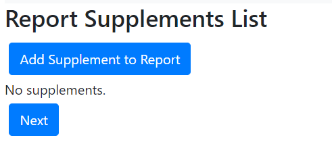 Report Supplements List
Add Supplement to Report
No supplements.
Next